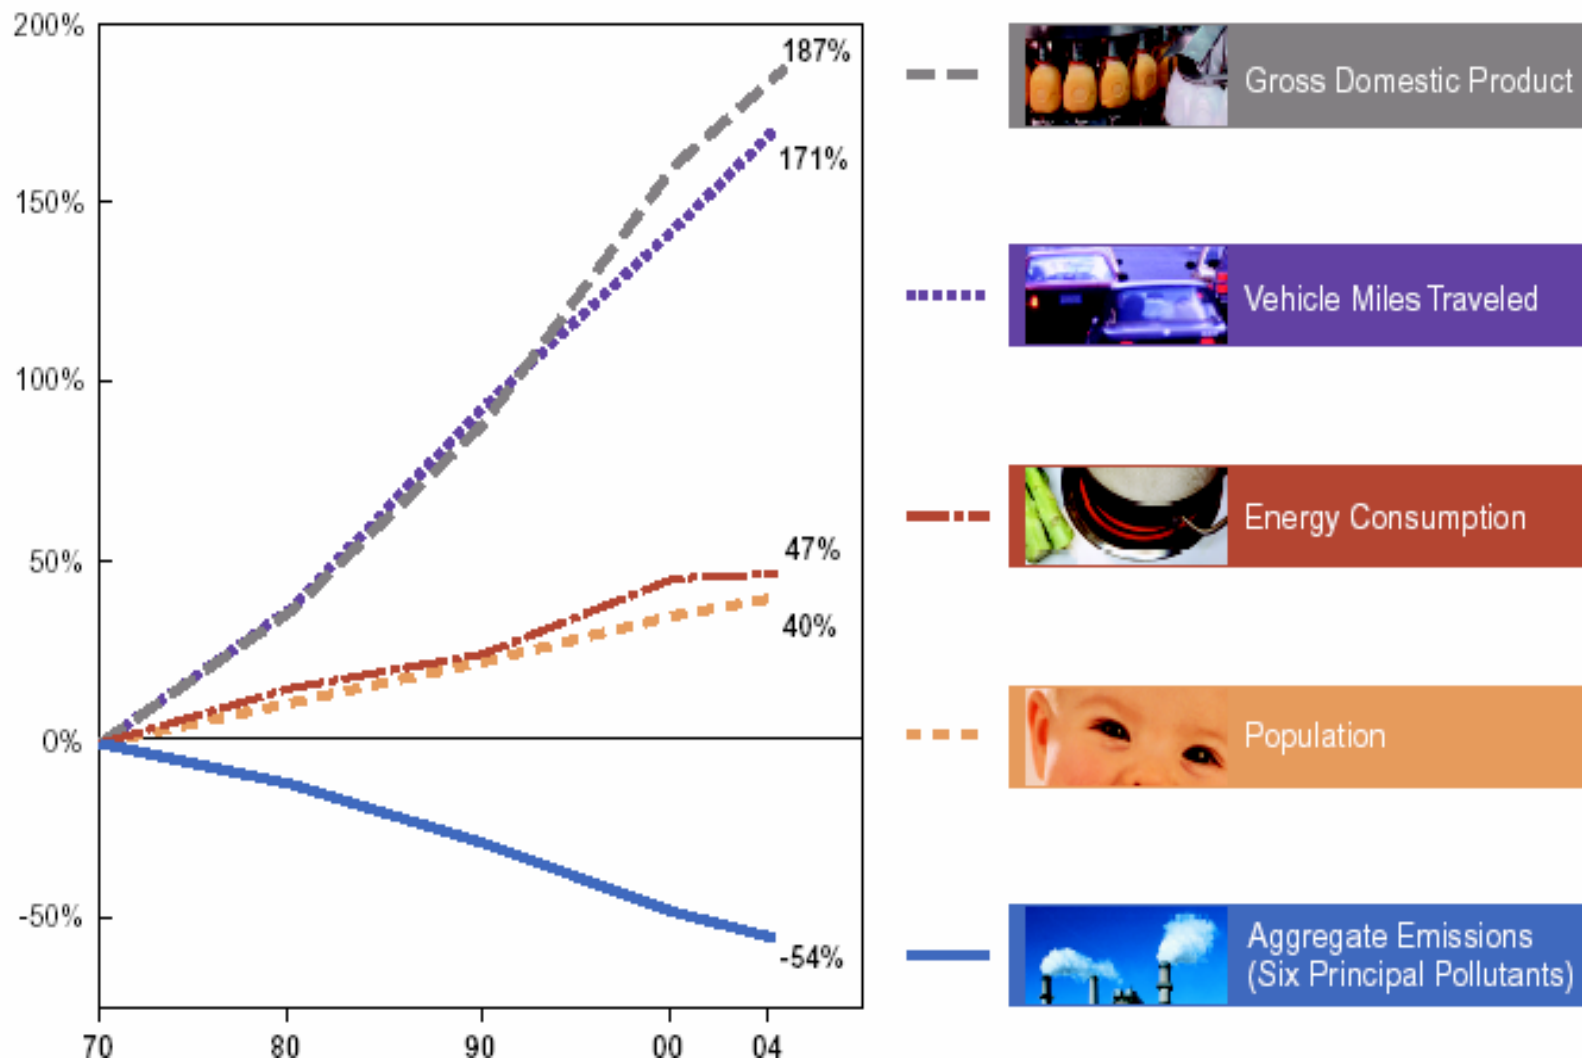 200%
150%
100%
50%
0%
-50%
70
80
90
00
04
187%
171%
47%
40%
-54%
Gross Domestic Product
Vehicle Miles Traveled
Energy Consumption
Population
Aggregate Emissions
(Six Principal Pollutants)